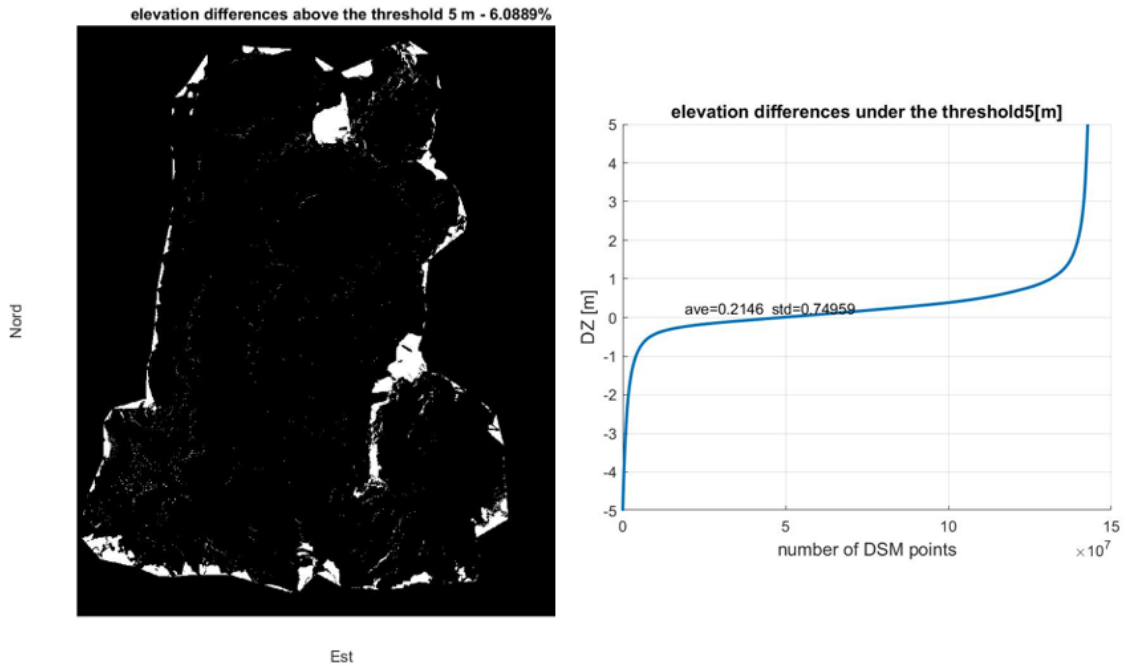 elevation differences above the threshold 5 m - 6.0889%
Nord
Est
elevation differences under the threshold5[m]
DZ [m]
5
4
3
2
1
0
-1
-2
-3
-4
-5
ave=0.2146 std=0.74959
0 5 10 15
number of DSM points
×10⁷